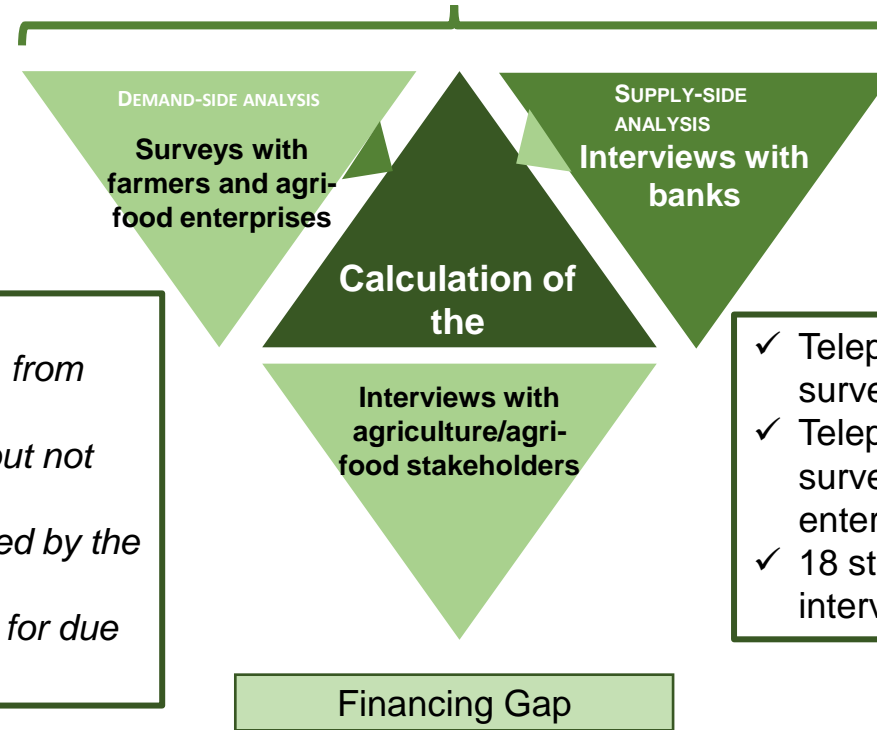 DEMAND-SIDE ANALYSIS
Surveys with
farmers and agri-
food enterprises
SUPPLY-SIDE
ANALYSIS
Interviews with
banks
Calculation of
the
Interviews with
agriculture/agri-
food stakeholders
from
but not
ed by the
for due
✓ Telep
surve
✓ Telep
surve
enter
✓ 18 st
interv
Financing Gap